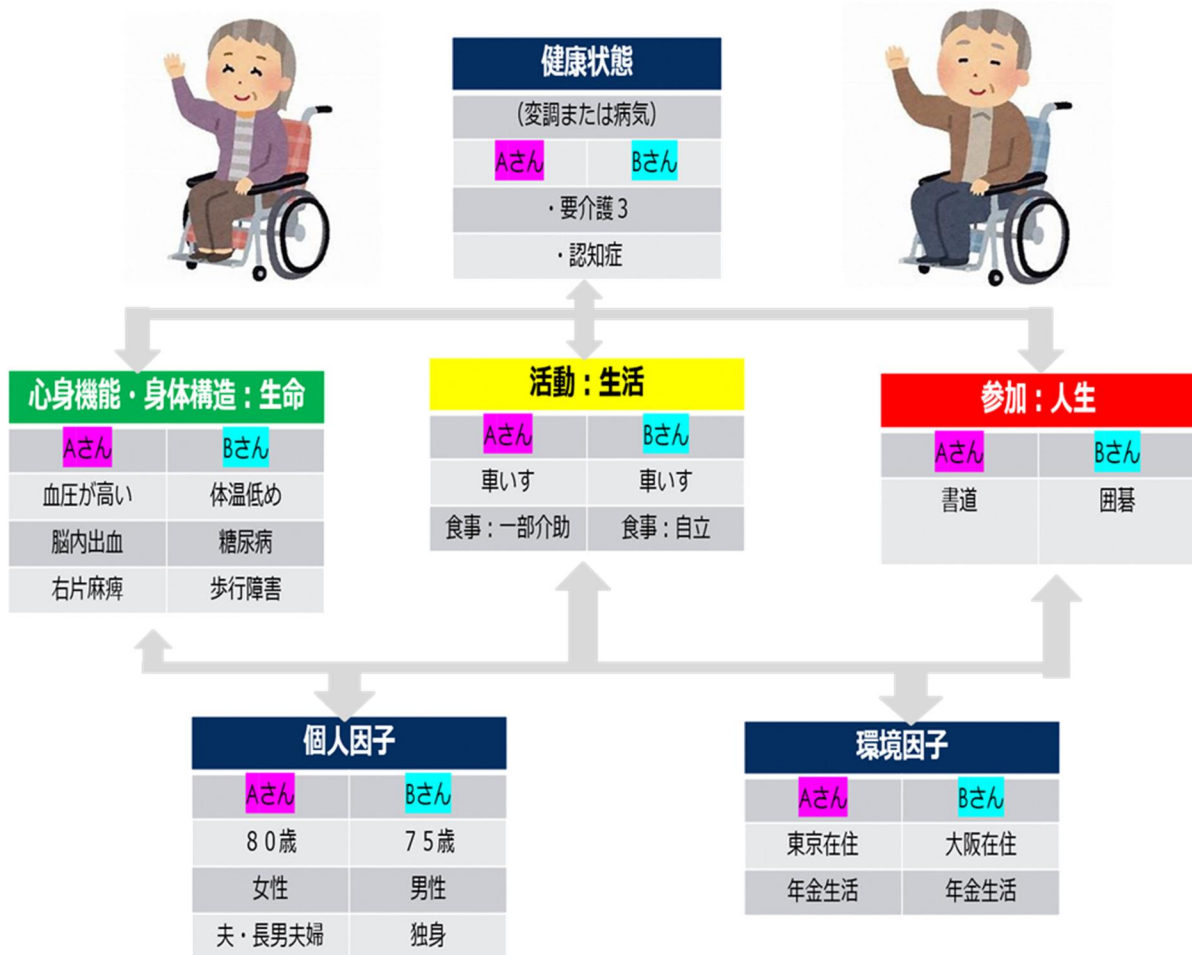 健康状態
(変調または病気)
Aさん Bさん
・要介護3
・認知症
心身機能・身体構造:生命
Aさん Bさん
血圧が高い 体温低め
脳内出血 糖尿病
右片麻痺 歩行障害
活動:生活
Aさん Bさん
車いす 車いす
食事:一部介助 食事:自立
参加:人生
Aさん Bさん
書道 囲碁
個人因子
Aさん Bさん
80歳 75歳
女性 男性
夫・長男夫婦 独身
環境因子
Aさん Bさん
東京在住 大阪在住
年金生活 年金生活